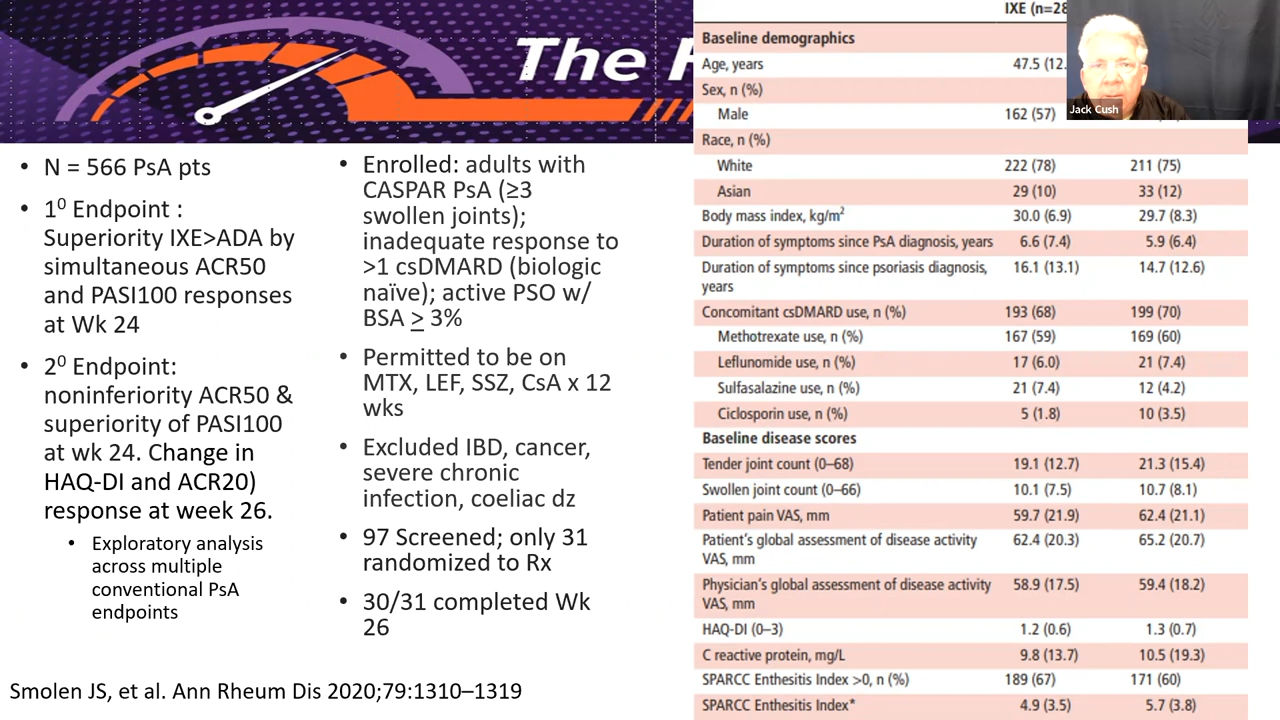 The
• N = 566 PsA pts
• 1⁰ Endpoint :
Superiority IXE>ADA by
simultaneous ACR50
and PASI100 responses
at Wk 24
• 2⁰ Endpoint:
noninferiority ACR50 &
superiority of PASI100
at wk 24. Change in
HAQ-DI and ACR20)
response at week 26.
• Exploratory analysis
across multiple
conventional PsA
endpoints
• Enrolled: adults with
CASPAR PsA (≥3
swollen joints);
inadequate response to
>1 csDMARD (biologic
naïve); active PSO w/
BSA ≥ 3%
• Permitted to be on
MTX, LEF, SSZ, CsA x 12
wks
• Excluded IBD, cancer,
severe chronic
infection, coeliac dz
• 97 Screened; only 31
randomized to Rx
• 30/31 completed Wk
26
Smolen JS, et al. Ann Rheum Dis 2020;79:1310–1319
IXE (n=28
Baseline demographics
Age, years 47.5 (12.
Sex, n (%)
Male 162 (57)
Race, n (%)
White 222 (78) 211 (75)
Asian 29 (10) 33 (12)
Body mass index, kg/m² 30.0 (6.9) 29.7 (8.3)
Duration of symptoms since PsA diagnosis, years 6.6 (7.4) 5.9 (6.4)
Duration of symptoms since psoriasis diagnosis, 16.1 (13.1) 14.7 (12.6)
years
Concomitant csDMARD use, n (%) 193 (68) 199 (70)
Methotrexate use, n (%) 167 (59) 169 (60)
Leflunomide use, n (%) 17 (6.0) 21 (7.4)
Sulfasalazine use, n (%) 21 (7.4) 12 (4.2)
Ciclosporin use, n (%) 5 (1.8) 10 (3.5)
Baseline disease scores
Tender joint count (0–68) 19.1 (12.7) 21.3 (15.4)
Swollen joint count (0–66) 10.1 (7.5) 10.7 (8.1)
Patient pain VAS, mm 59.7 (21.9) 62.4 (21.1)
Patient's global assessment of disease activity 62.4 (20.3) 65.2 (20.7)
VAS, mm
Physician's global assessment of disease activity 58.9 (17.5) 59.4 (18.2)
VAS, mm
HAQ-DI (0–3) 1.2 (0.6) 1.3 (0.7)
C reactive protein, mg/L 9.8 (13.7) 10.5 (19.3)
SPARCC Enthesitis Index >0, n (%) 189 (67) 171 (60)
SPARCC Enthesitis Index* 4.9 (3.5) 5.7 (3.8)
Jack Cush